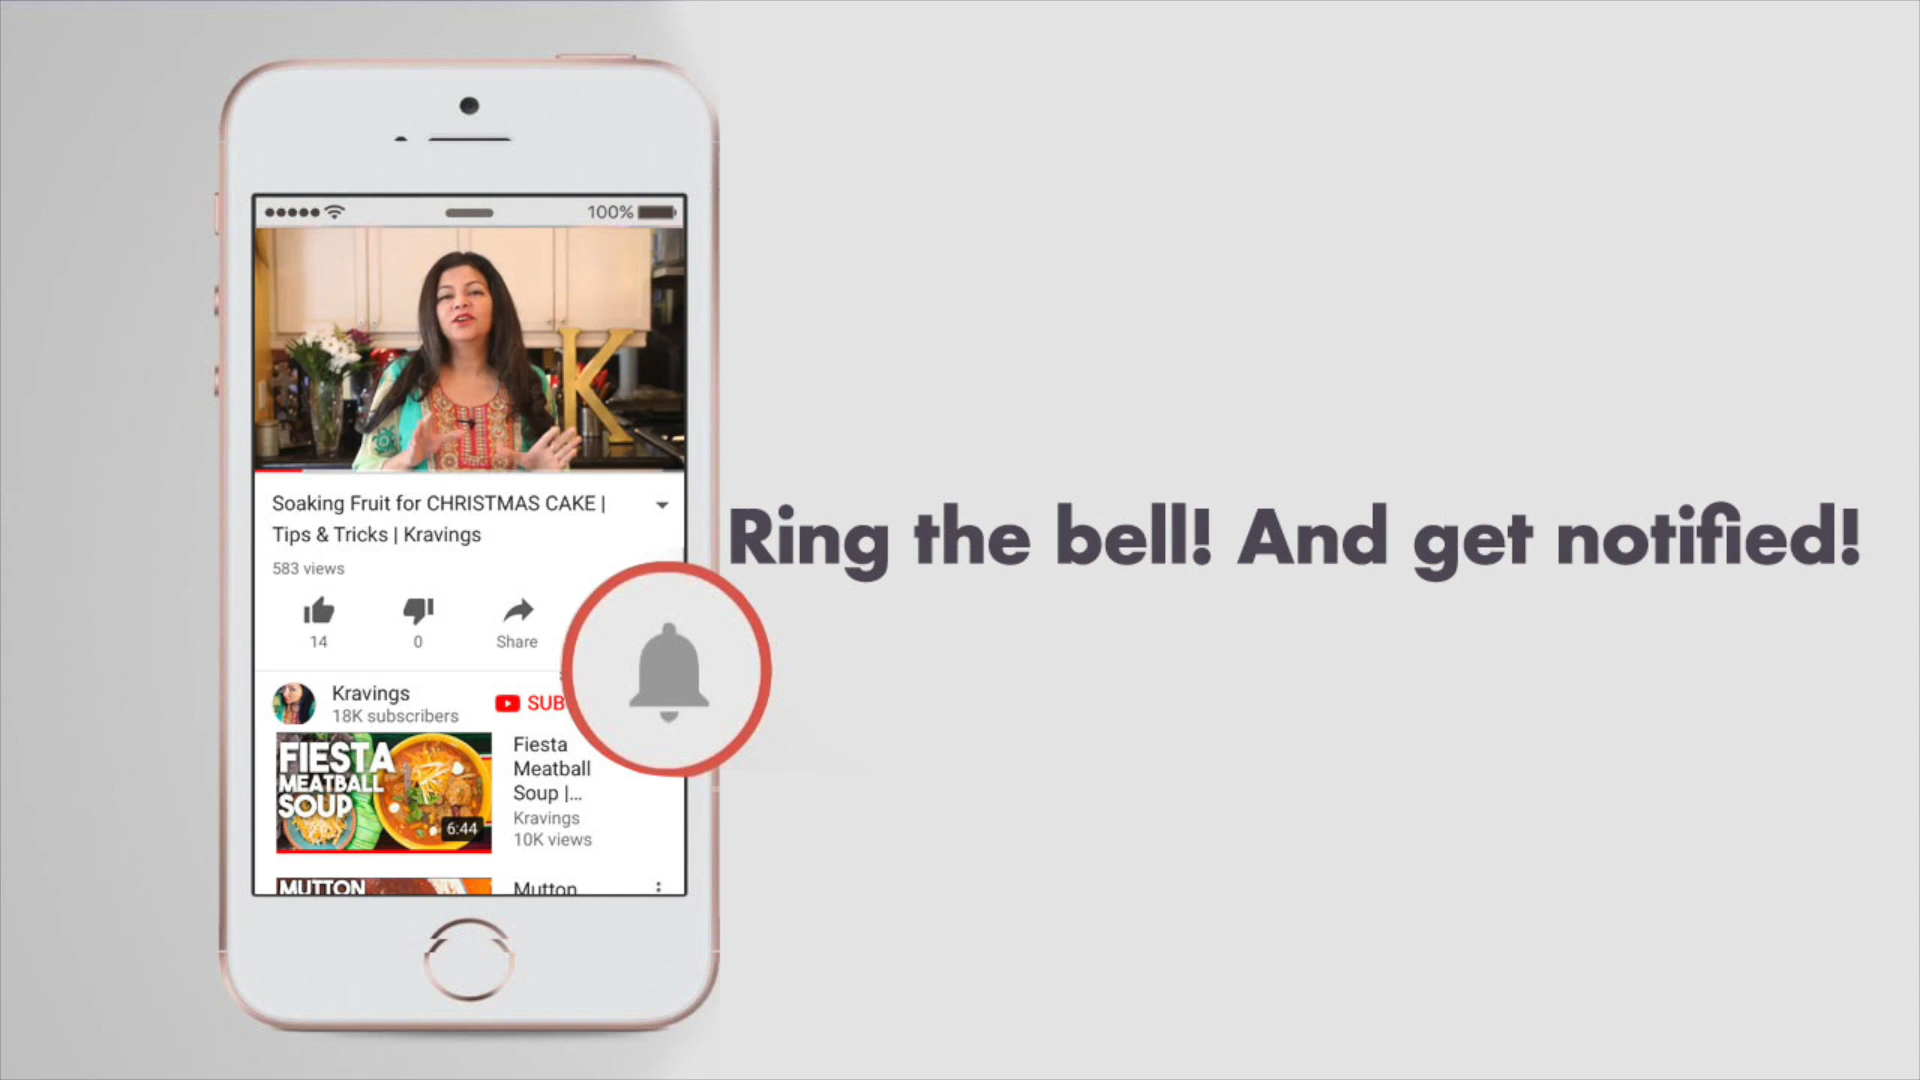 100%
K
Soaking Fruit for CHRISTMAS CAKE |
Tips & Tricks | Kravings
583 views
14
0
Share
Ring the bell! And get notified!
Kravings
18K subscribers
SUB
FIESTA
MEATBALL
SOUP
6:44
Fiesta
Meatball
Soup |...
Kravings
10K views
MUTTON
Mutton